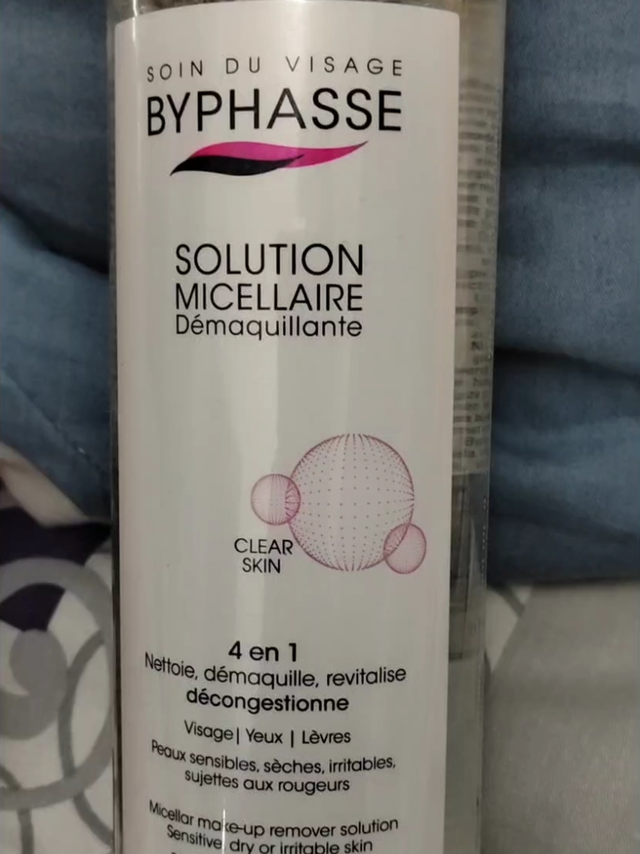 SOIN DU VISAGE
BYPHASSE
SOLUTION
MICELLAIRE
Démaquillante
CLEAR
SKIN
4 en 1
Nettoie, démaquille, revitalise
décongestionne
Visage| Yeux | Lèvres
Peaux sensibles, sèches, irritables,
sujettes aux rougeurs
Micellar make-up remover solution
Sensitive, dry or irritable skin